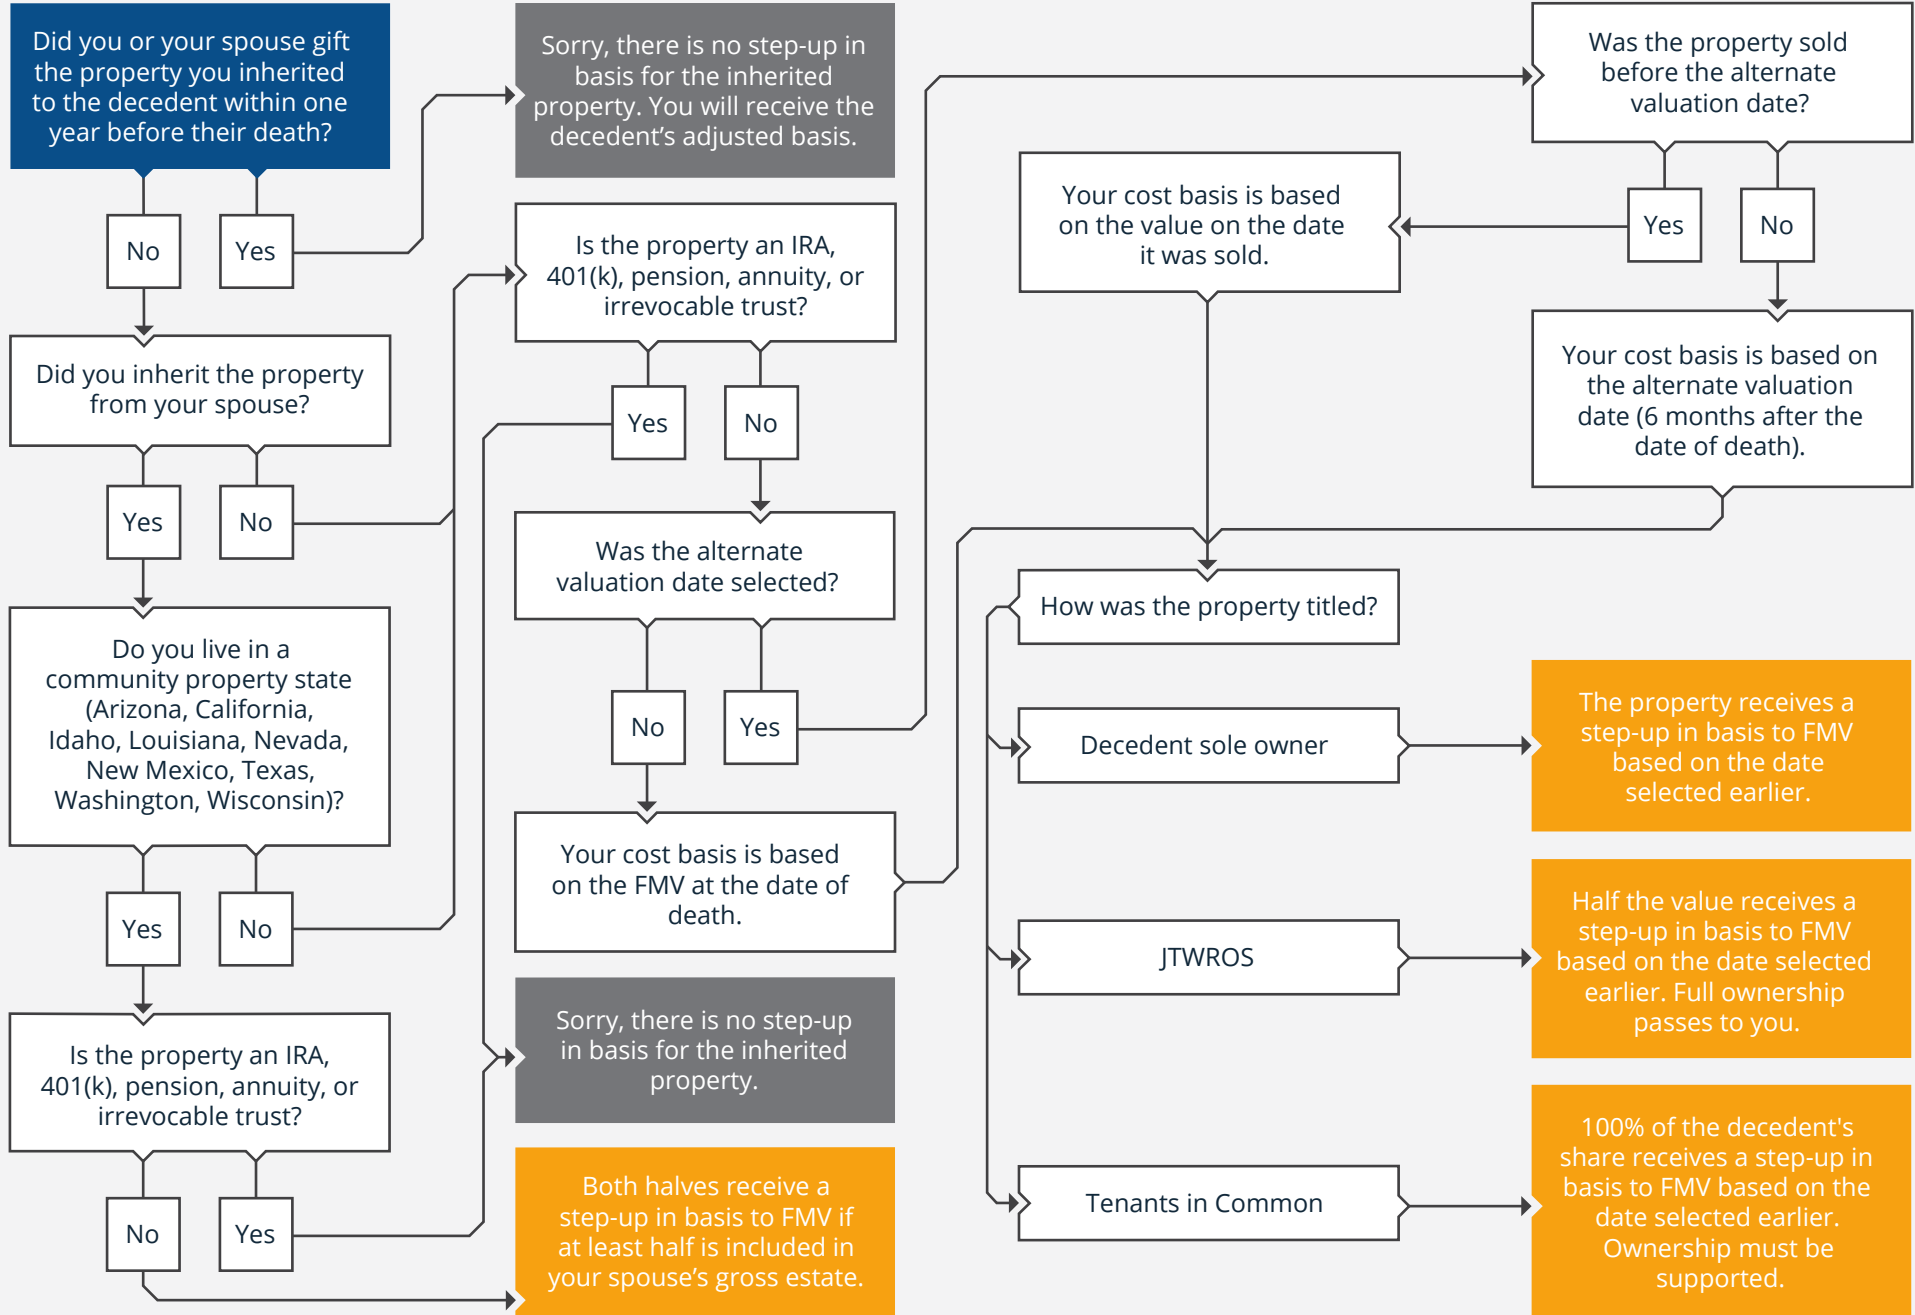 Did you or your spouse gift
the property you inherited
to the decedent within one
year before their death?
No
Yes
Did you inherit the property
from your spouse?
Yes
No
Do you live in a
community property state
(Arizona, California,
Idaho, Louisiana, Nevada,
New Mexico, Texas,
Washington, Wisconsin)?
Yes
No
Is the property an IRA,
401(k), pension, annuity, or
irrevocable trust?
No
Yes
Sorry, there is no step-up in
basis for the inherited
property. You will receive the
decedent’s adjusted basis.
Is the property an IRA,
401(k), pension, annuity, or
irrevocable trust?
Yes
No
Was the alternate
valuation date selected?
No
Yes
Your cost basis is based
on the FMV at the date of
death.
Sorry, there is no step-up
in basis for the inherited
property.
Both halves receive a
step-up in basis to FMV if
at least half is included in
your spouse’s gross estate.
Was the property sold
before the alternate
valuation date?
Yes
No
Your cost basis is based
on the value on the date
it was sold.
Your cost basis is based on
the alternate valuation
date (6 months after the
date of death).
How was the property titled?
Decedent sole owner
The property receives a
step-up in basis to FMV
based on the date
selected earlier.
JTWROS
Half the value receives a
step-up in basis to FMV
based on the date selected
earlier. Full ownership
passes to you.
Tenants in Common
100% of the decedent's
share receives a step-up in
basis to FMV based on the
date selected earlier.
Ownership must be
supported.